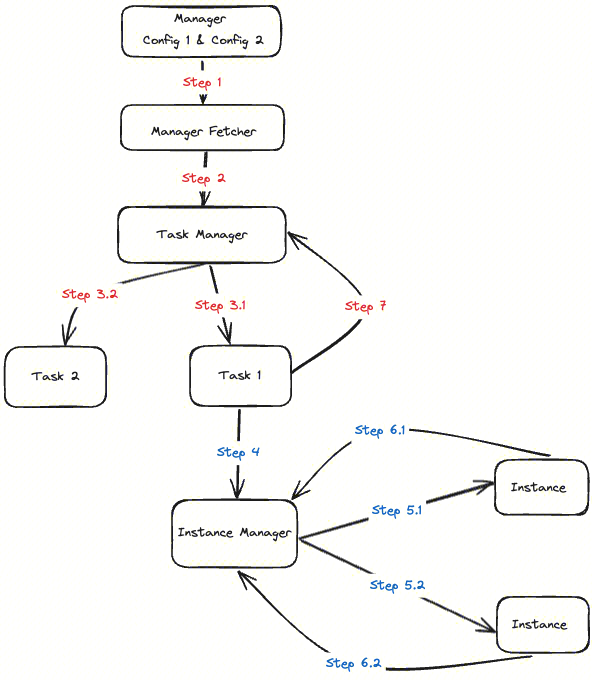 Manager
Config 1 & Config 2
Step 1
Manager Fetcher
Step 2
Task Manager
Step 3.2
Step 3.1
Step 7
Task 2
Task 1
Step 6.1
Step 4
Instance
Step 5.1
Instance Manager
Step 5.2
Instance
Step 6.2